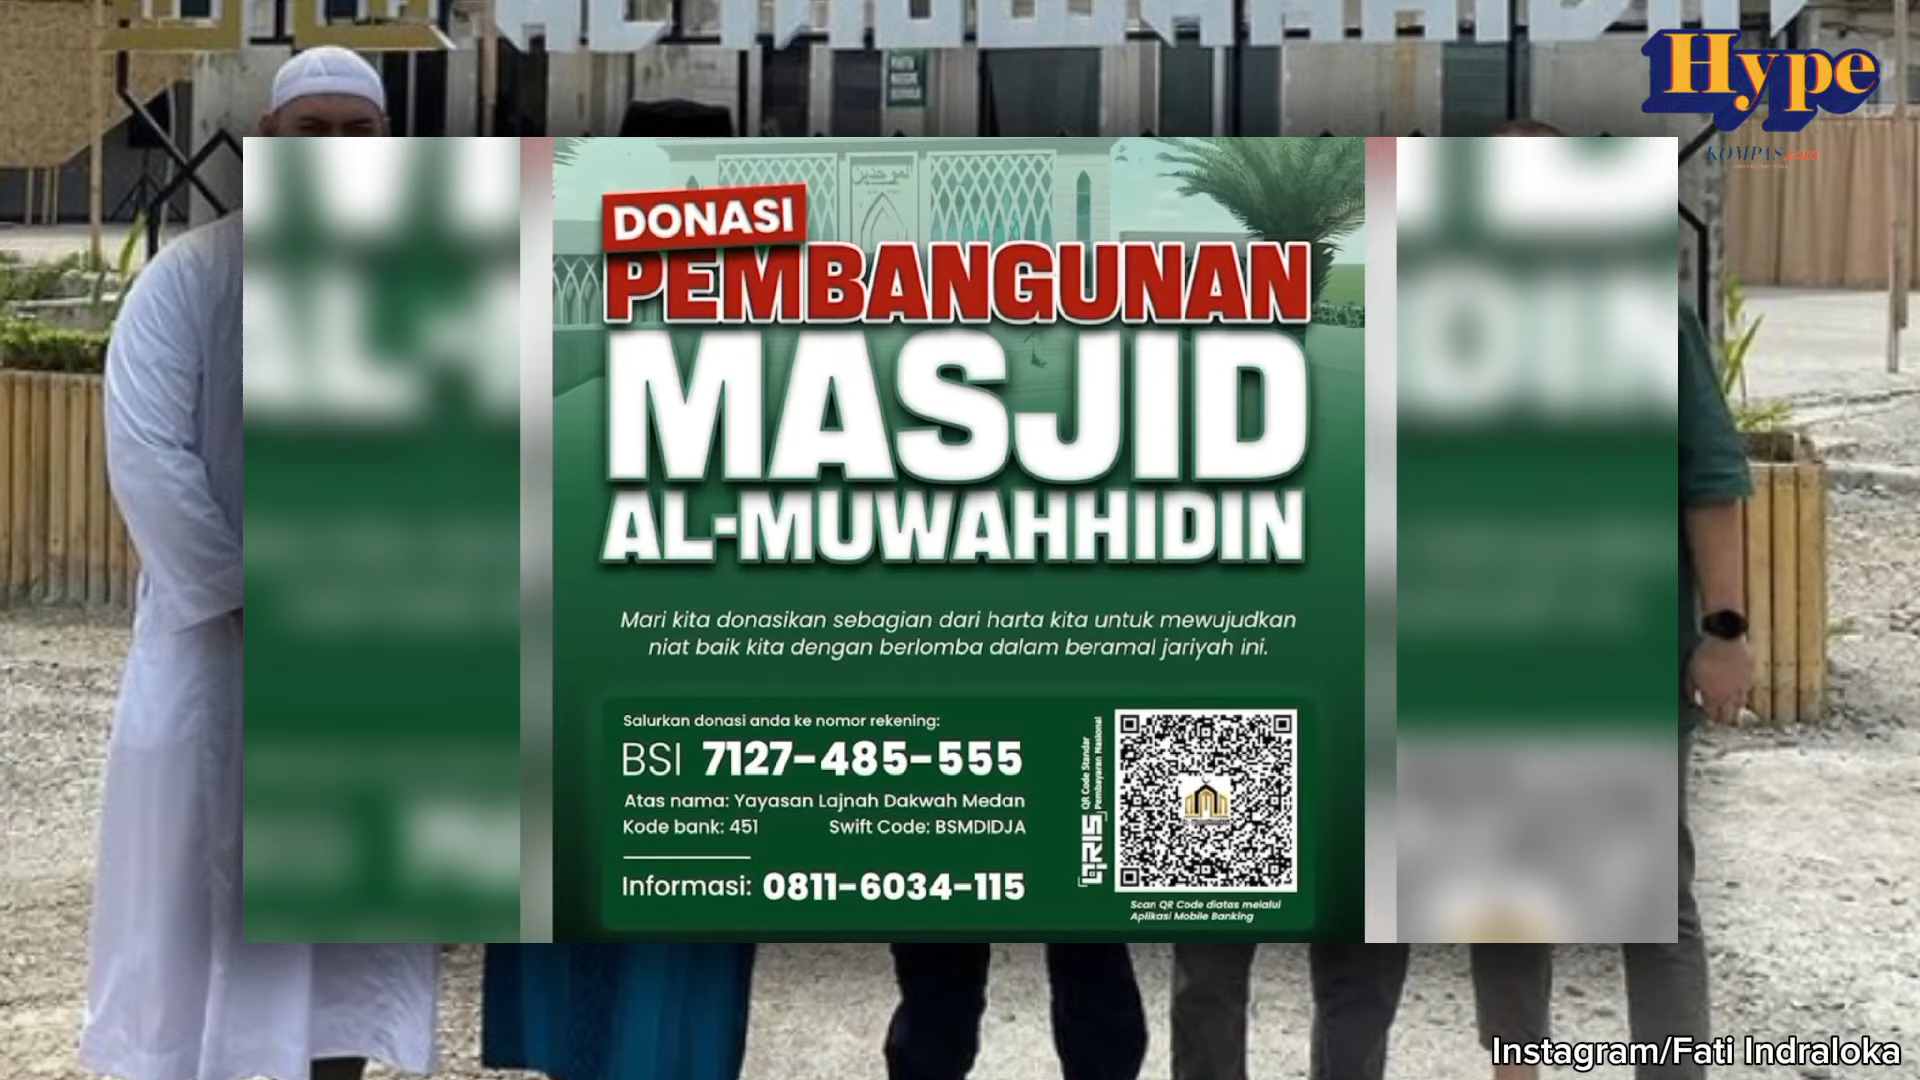 Hype
KOMPAS.com
الموحدين
DONASI
PEMBANGUNAN
MASJID
AL-MUWAHHIDIN
Mari kita donasikan sebagian dari harta kita untuk mewujudkan
niat baik kita dengan berlomba dalam beramal jariyah ini.
Salurkan donasi anda ke nomor rekening:
BSI 7127-485-555
Atas nama: Yayasan Lajnah Dakwah Medan
Kode bank: 451 Swift Code: BSMDIDJA
Informasi: 0811-6034-115
QRIS
QR Code Standar
Pembayaran Nasional
Scan QR Code diatas melalui
Aplikasi Mobile Banking
Instagram/Fati Indraloka